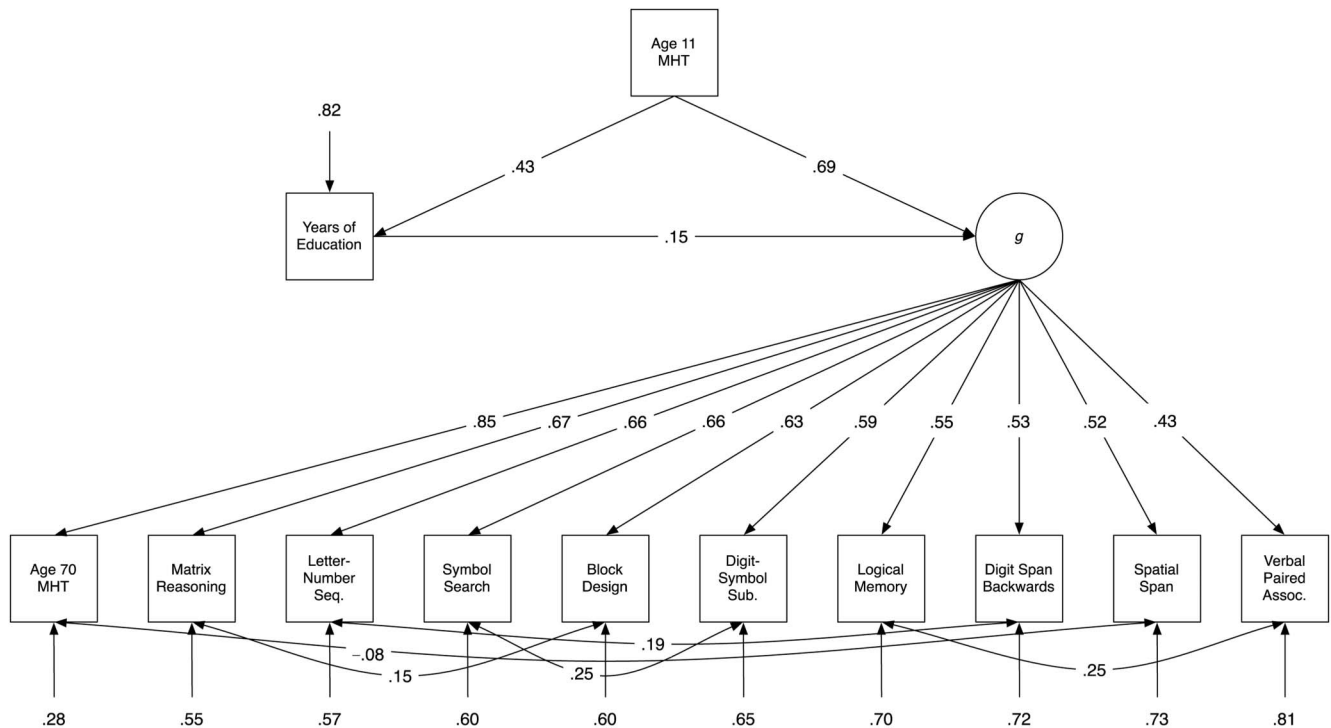 Age 11
MHT
.82
.43
.69
Years of
Education
.15
g
.85
.67
.66
.66
.63
.59
.55
.53
.52
.43
Age 70
MHT
Matrix
Reasoning
Letter-
Number
Seq.
Symbol
Search
Block
Design
Digit-
Symbol
Sub.
Logical
Memory
Digit Span
Backwards
Spatial
Span
Verbal
Paired
Assoc.
.19
–.08
.15
.25
.25
.28
.55
.57
.60
.60
.65
.70
.72
.73
.81